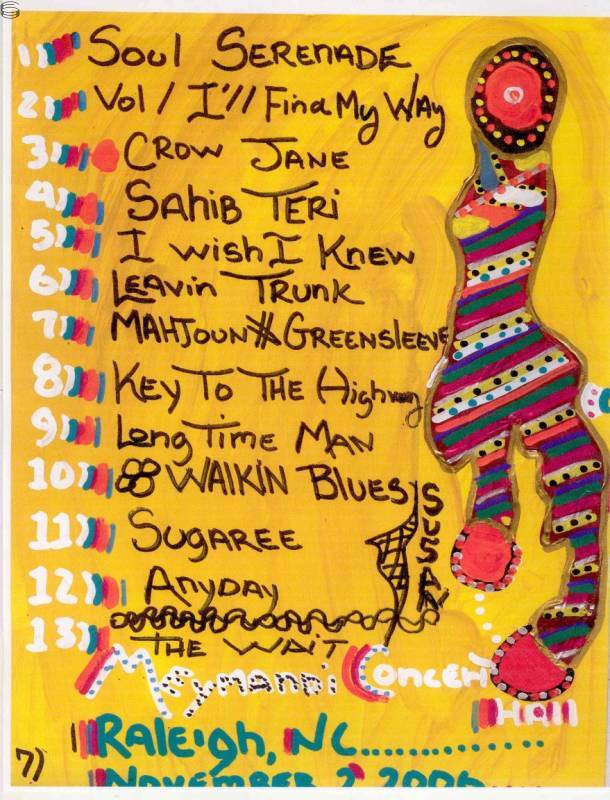 1) Soul SERENADE
2) Vol / I'll Find My WAy
3) CROW JANE
4) SAhiB TERi
5) I wish I Knew
6) LEAvin TRUNK
7) MAHJOUN GREENSLEEVE
8) KEY TO THE Highway
9) Long Time MAN
10) WALKIN BLUES
SUSAN
11) SUGAREE
12) AnyDAy
13) THE WAiT
MEymANDi CoNcERt
HAll
RALEigh, NC..............
7) NOVEMBER 2 2006....